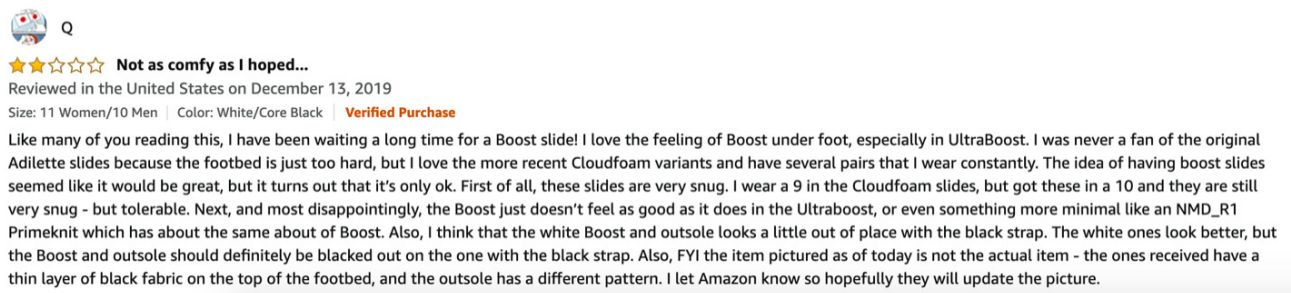 Q
Not as comfy as I hoped...
Reviewed in the United States on December 13, 2019
Size: 11 Women/10 Men Color: White/Core Black Verified Purchase
Like many of you reading this, I have been waiting a long time for a Boost slide! I love the feeling of Boost under foot, especially in UltraBoost. I was never a fan of the original
Adilette slides because the footbed is just too hard, but I love the more recent Cloudfoam variants and have several pairs that I wear constantly. The idea of having boost slides
seemed like it would be great, but it turns out that it's only ok. First of all, these slides are very snug. I wear a 9 in the Cloudfoam slides, but got these in a 10 and they are still
very snug - but tolerable. Next, and most disappointingly, the Boost just doesn't feel as good as it does in the Ultraboost, or even something more minimal like an NMD_R1
Primeknit which has about the same about of Boost. Also, I think that the white Boost and outsole looks a little out of place with the black strap. The white ones look better, but
the Boost and outsole should definitely be blacked out on the one with the black strap. Also, FYI the item pictured as of today is not the actual item - the ones received have a
thin layer of black fabric on the top of the footbed, and the outsole has a different pattern. I let Amazon know so hopefully they will update the picture.